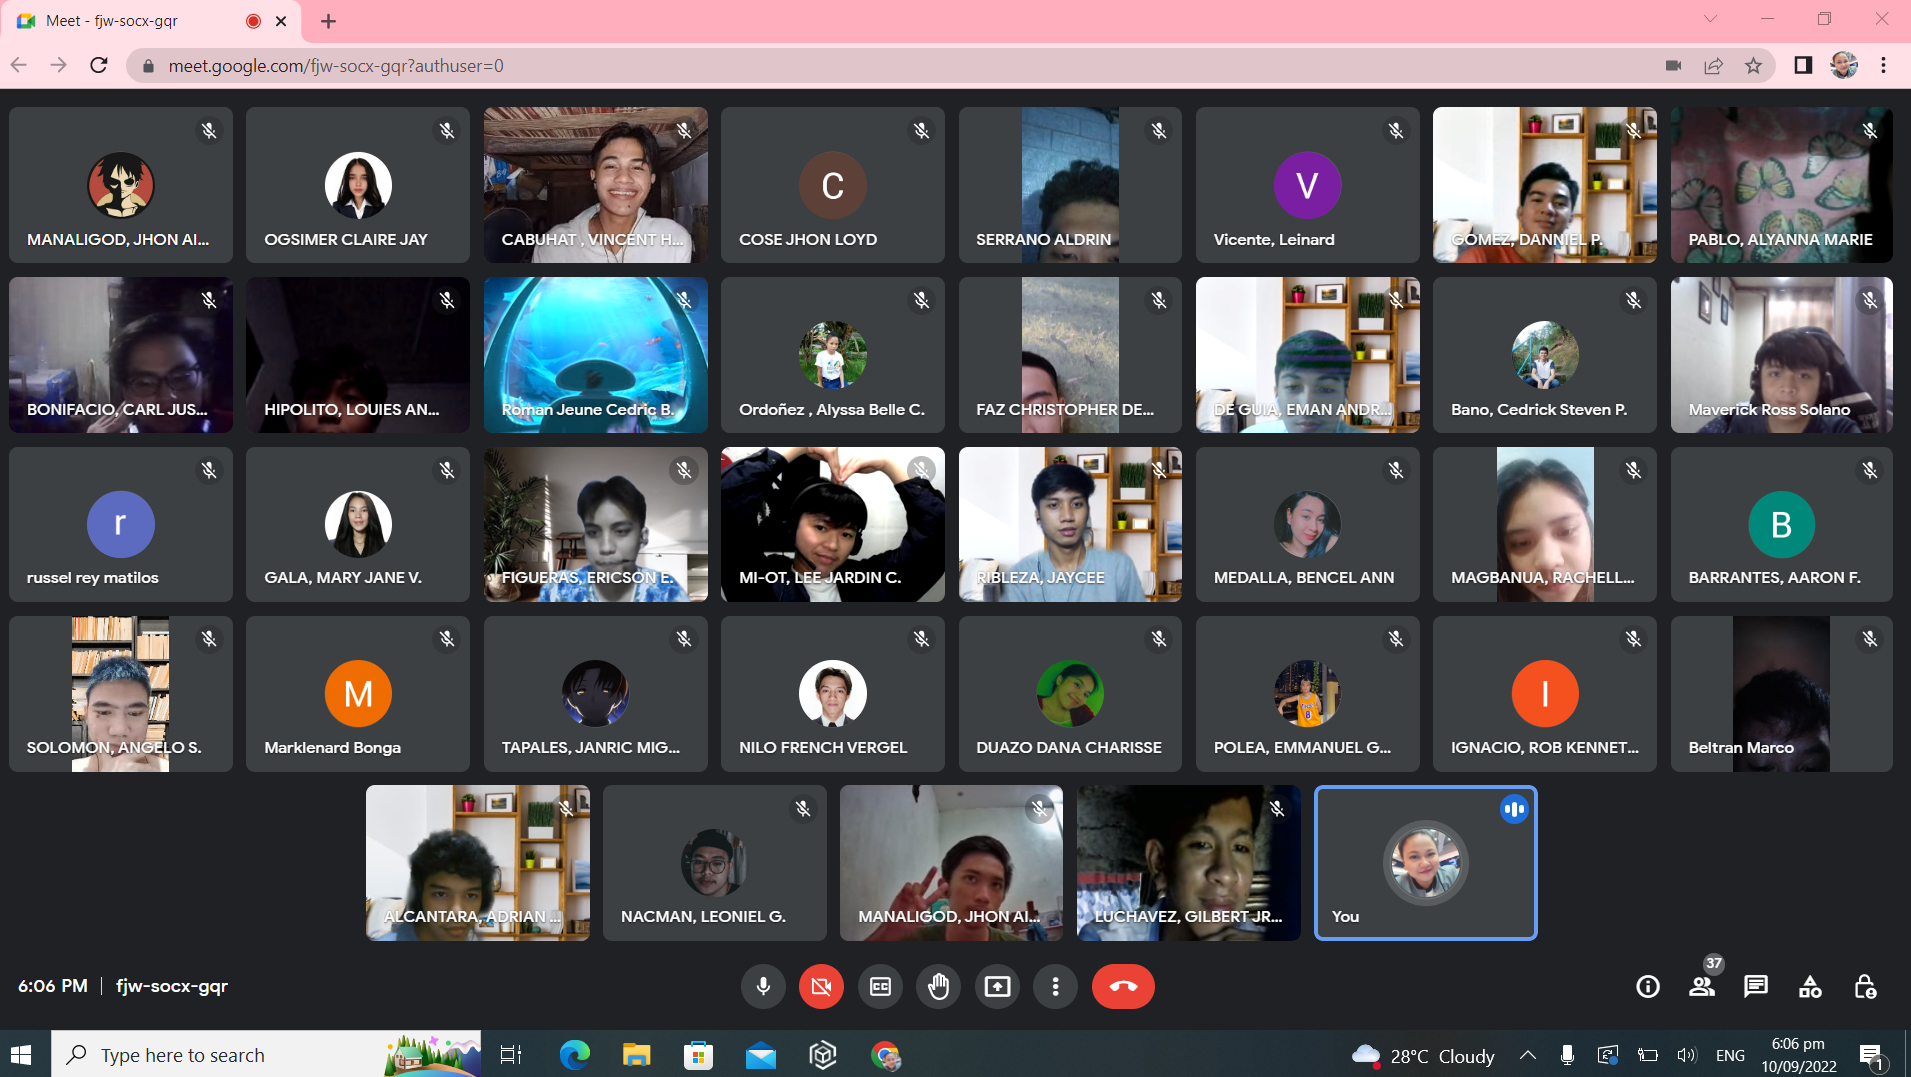 Meet - fjw-socx-gqr
meet.google.com/fjw-socx-gqr?authuser=0
MANALIGOD, JHON AI...
OGSIMER CLAIRE JAY
CABUHAT , VINCENT H...
C
COSE JHON LOYD
SERRANO ALDRIN
V
Vicente, Leinard
GOMEZ, DANNIEL P.
PABLO, ALYANNA MARIE
BONIFACIO, CARL JUS...
HIPOLITO, LOUIES AN...
Roman Jeune Cedric B.
Ordoñez , Alyssa Belle C.
FAZ CHRISTOPHER DE...
DE GUIA, EMAN ANDR...
Bano, Cedrick Steven P.
Maverick Ross Solano
r
russel rey matilos
GALA, MARY JANE V.
FIGUERAS, ERICSON E.
MI-OT, LEE JARDIN C.
RIBLEZA, JAYCEE
MEDALLA, BENCEL ANN
MAGBANUA, RACHELL...
B
BARRANTES, AARON F.
SOLOMON, ANGELO S.
M
Marklenard Bonga
TAPALES, JANRIC MIG...
NILO FRENCH VERGEL
DUAZO DANA CHARISSE
POLEA, EMMANUEL G...
I
IGNACIO, ROB KENNET...
Beltran Marco
ALCANTARA, ADRIAN ...
NACMAN, LEONIEL G.
MANALIGOD, JHON AI...
LUCHAVEZ, GILBERT JR...
You
6:06 PM | fjw-socx-gqr
CC
37
Type here to search
28°C Cloudy
ENG
6:06 pm
10/09/2022
1